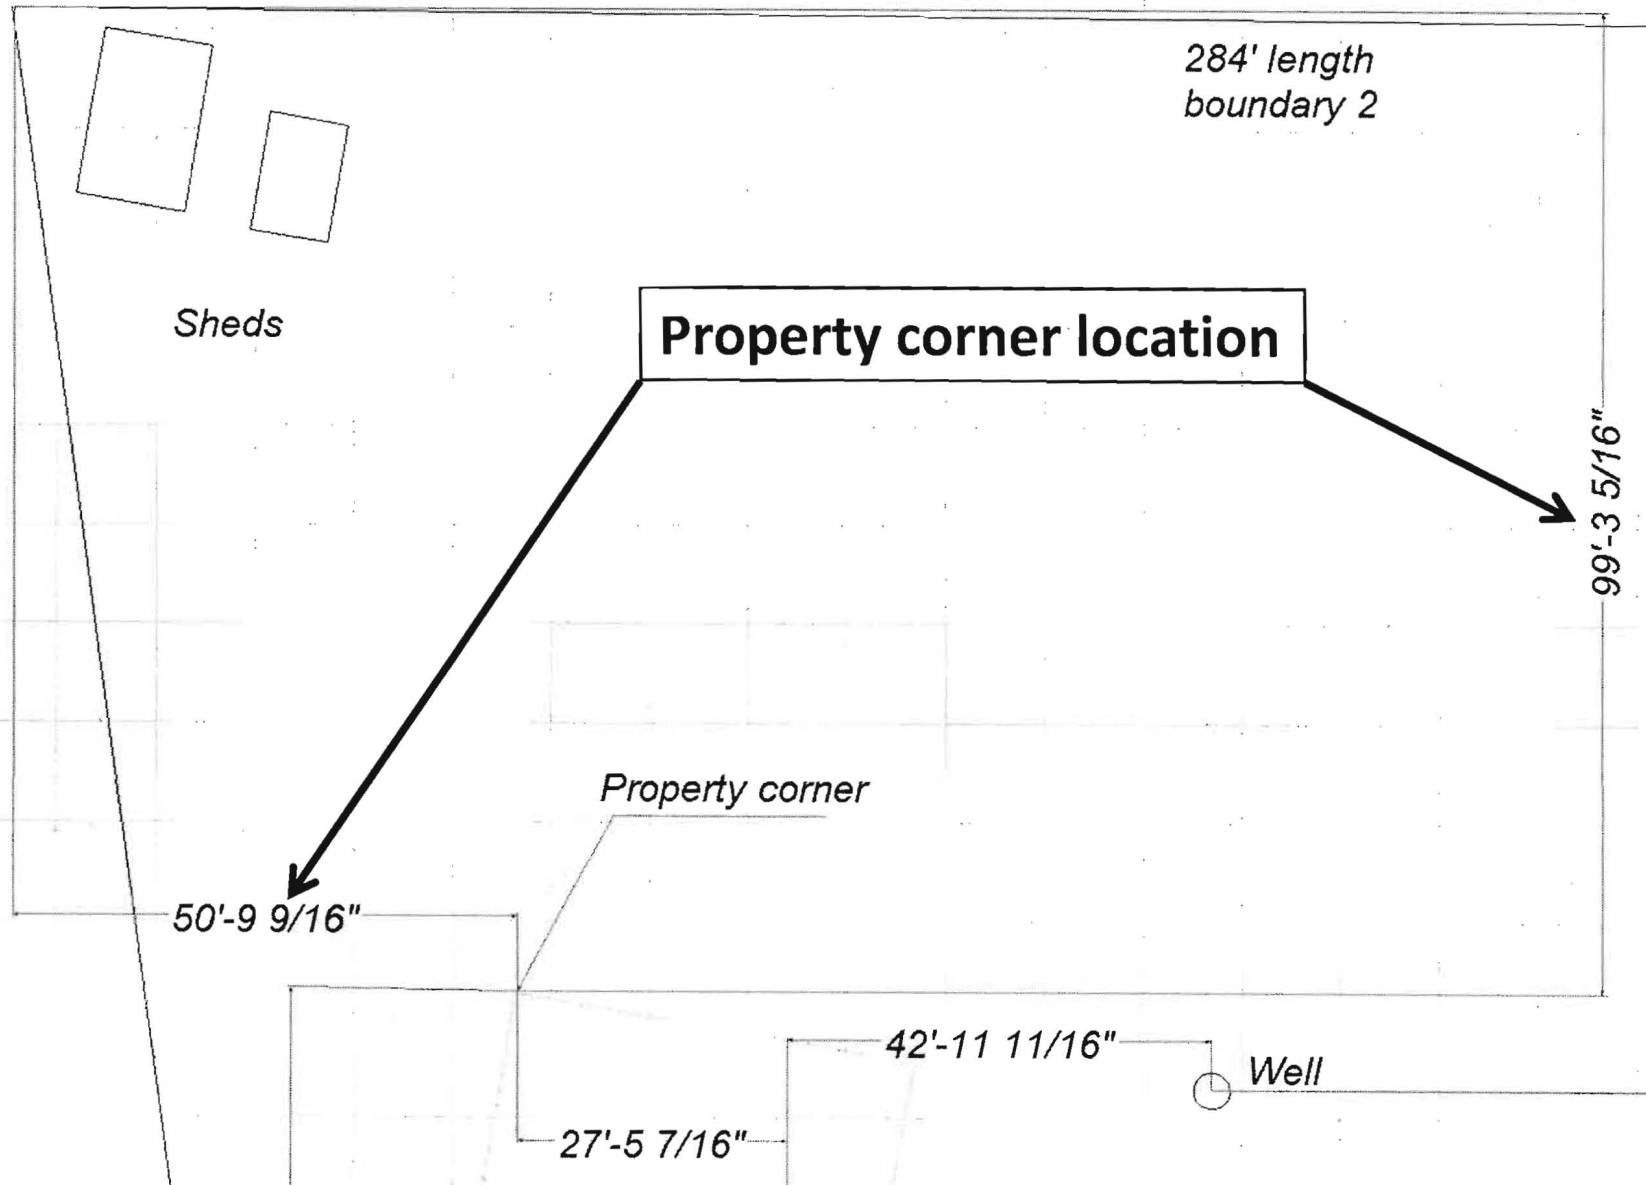 284' length
boundary 2
Sheds
Property corner location
99'-3 5/16"
Property corner
50'-9 9/16"
42'-11 11/16"
Well
27'-5 7/16"